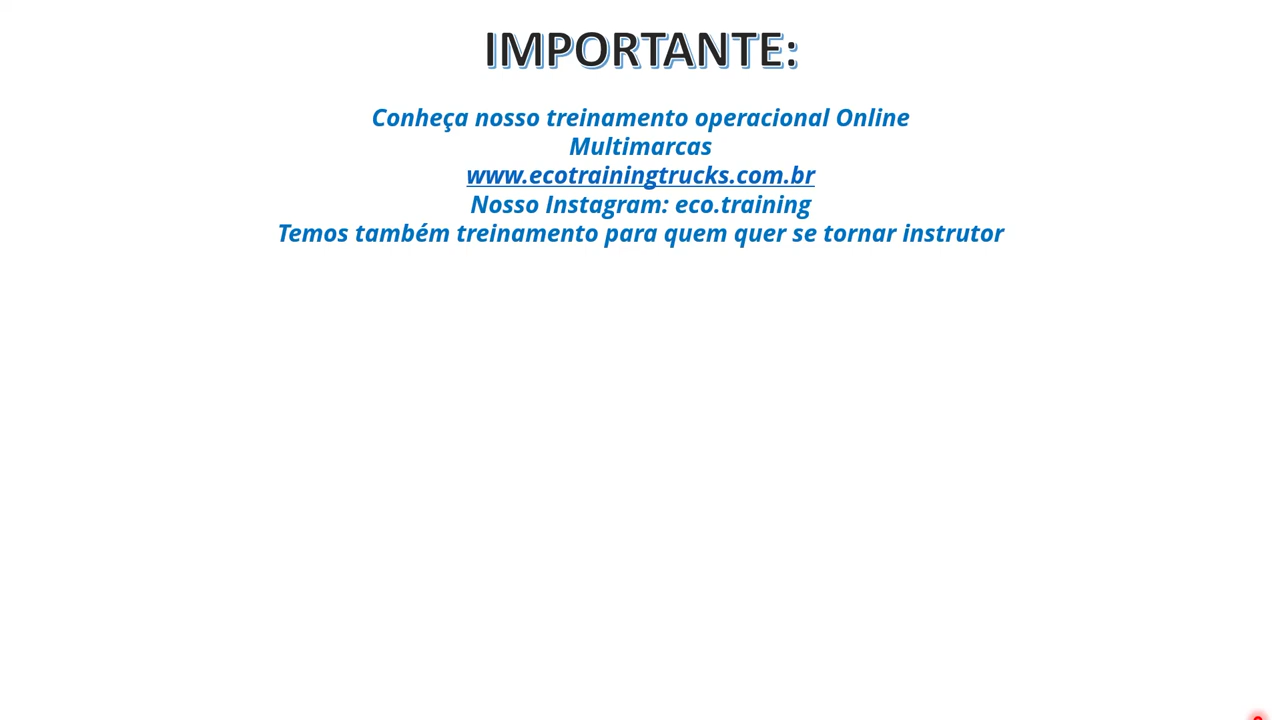 IMPORTANTE:
Conheça nosso treinamento operacional Online
Multimarcas
www.ecotrainingtrucks.com.br
Nosso Instagram: eco.training
Temos também treinamento para quem quer se tornar instrutor